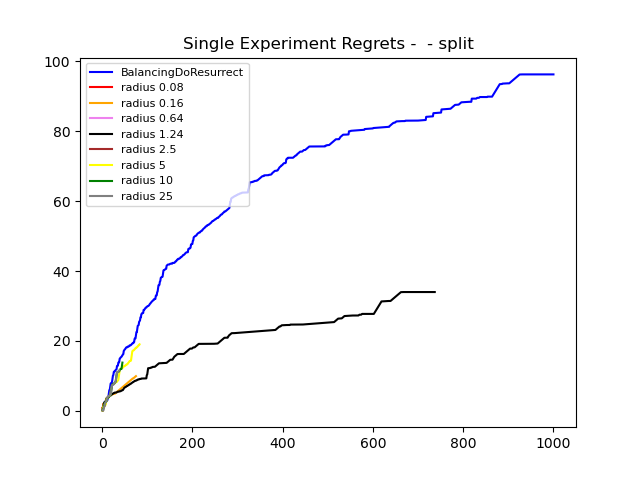 Single Experiment Regrets -  - split
100
80
60
40
20
0
BalancingDoResurrect
radius 0.08
radius 0.16
radius 0.64
radius 1.24
radius 2.5
radius 5
radius 10
radius 25
0 200 400 600 800 1000